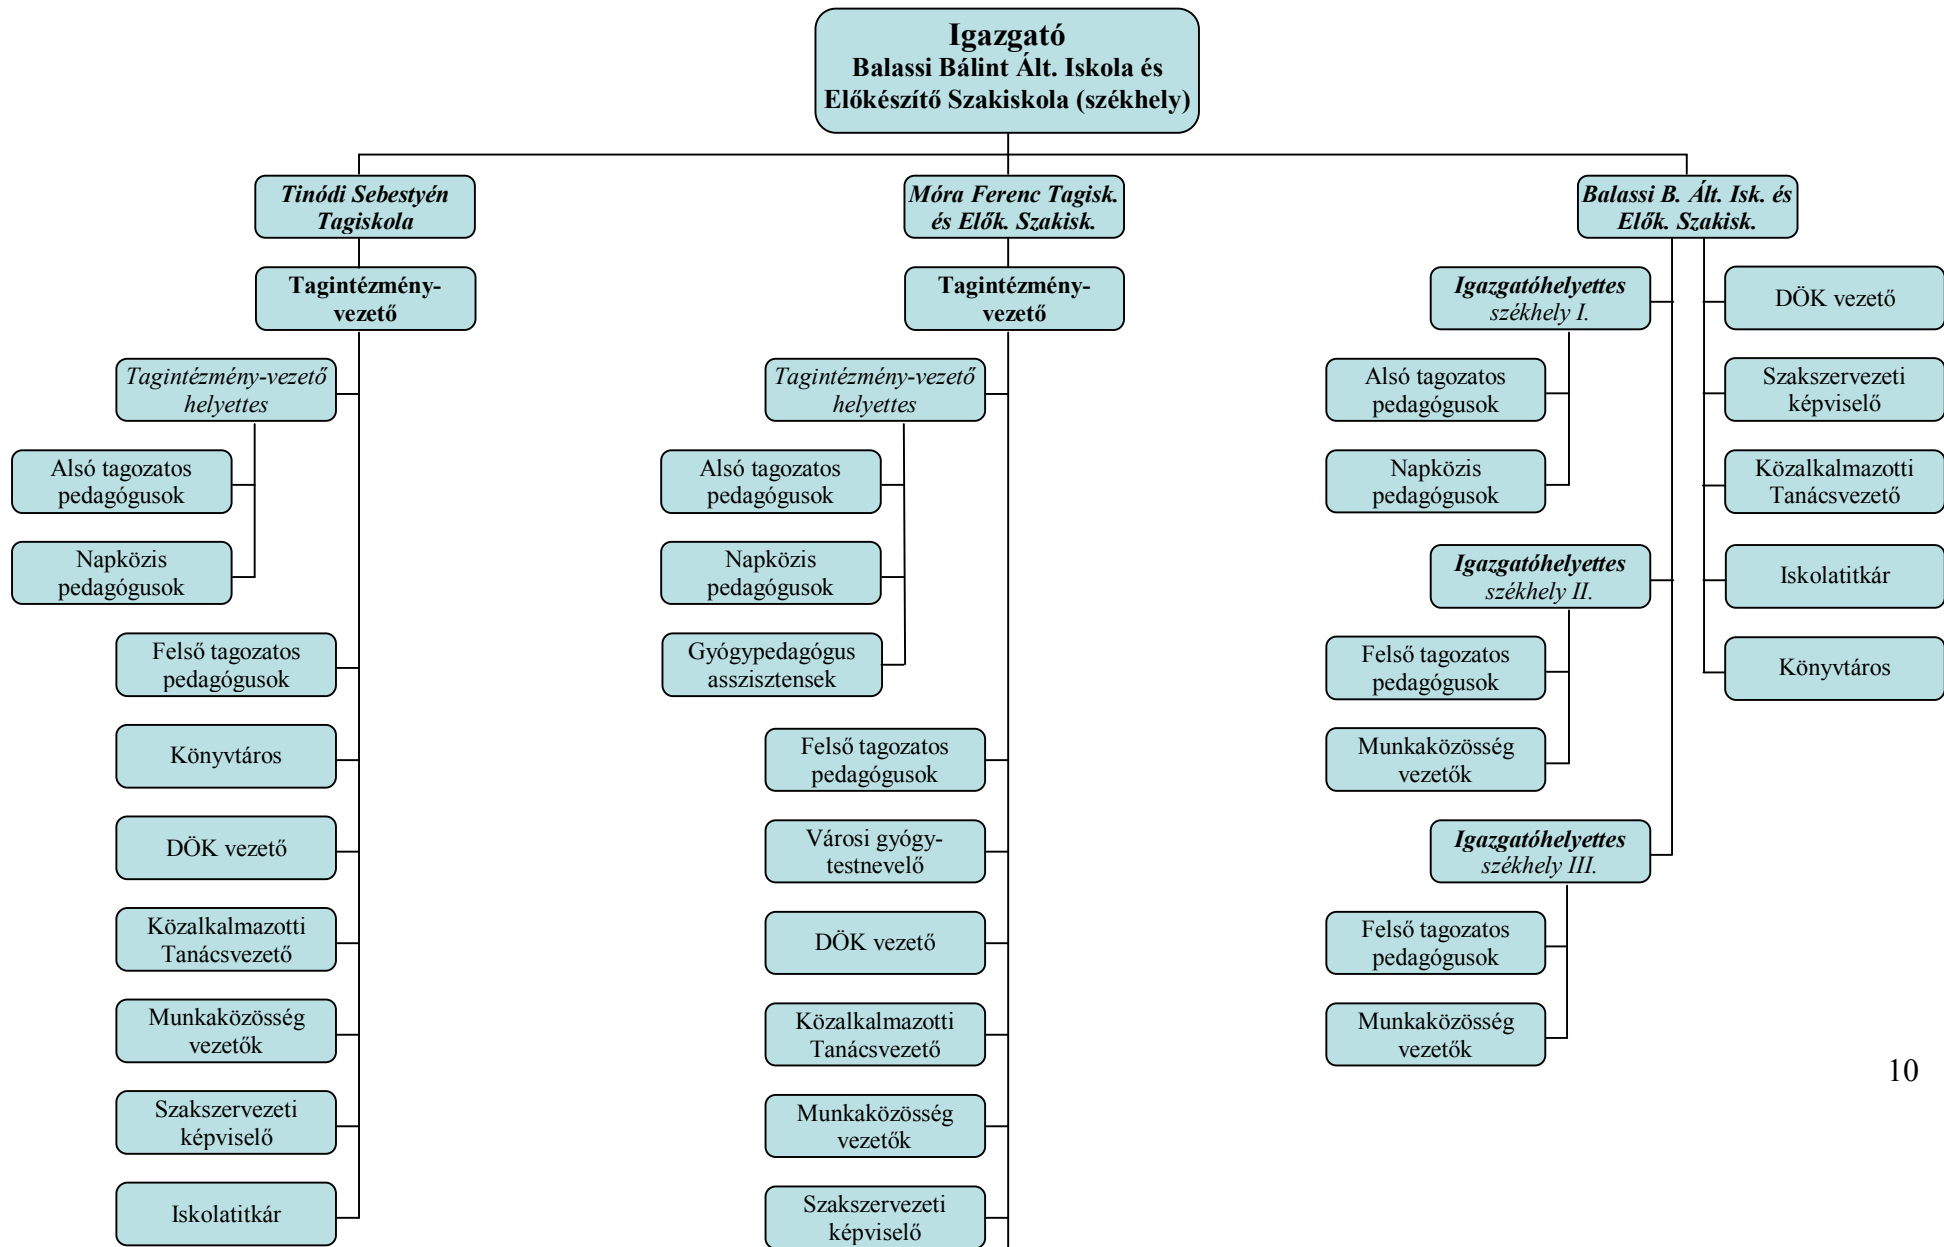 Igazgató
Balassi Bálint Ált. Iskola és
Előkészítő Szakiskola (székhely)
Tinódi Sebestyén
Tagiskola
Tagintézmény-
vezető
Tagintézmény-vezető
helyettes
Alsó tagozatos
pedagógusok
Napközis
pedagógusok
Felső tagozatos
pedagógusok
Könyvtáros
DÖK vezető
Közalkalmazotti
Tanácsvezető
Munkaközösség
vezetők
Szakszervezeti
képviselő
Iskolatitkár
Móra Ferenc Tagisk.
és Elők. Szakisk.
Tagintézmény-
vezető
Tagintézmény-vezető
helyettes
Alsó tagozatos
pedagógusok
Napközis
pedagógusok
Gyógypedagógus
asszisztensek
Felső tagozatos
pedagógusok
Városi gyógy-
testnevelő
DÖK vezető
Közalkalmazotti
Tanácsvezető
Munkaközösség
vezetők
Szakszervezeti
képviselő
Balassi B. Ált. Isk. és
Elők. Szakisk.
Igazgatóhelyettes
székhely I.
Alsó tagozatos
pedagógusok
Napközis
pedagógusok
Igazgatóhelyettes
székhely II.
Felső tagozatos
pedagógusok
Munkaközösség
vezetők
Igazgatóhelyettes
székhely III.
Felső tagozatos
pedagógusok
Munkaközösség
vezetők
DÖK vezető
Szakszervezeti
képviselő
Közalkalmazotti
Tanácsvezető
Iskolatitkár
Könyvtáros
10